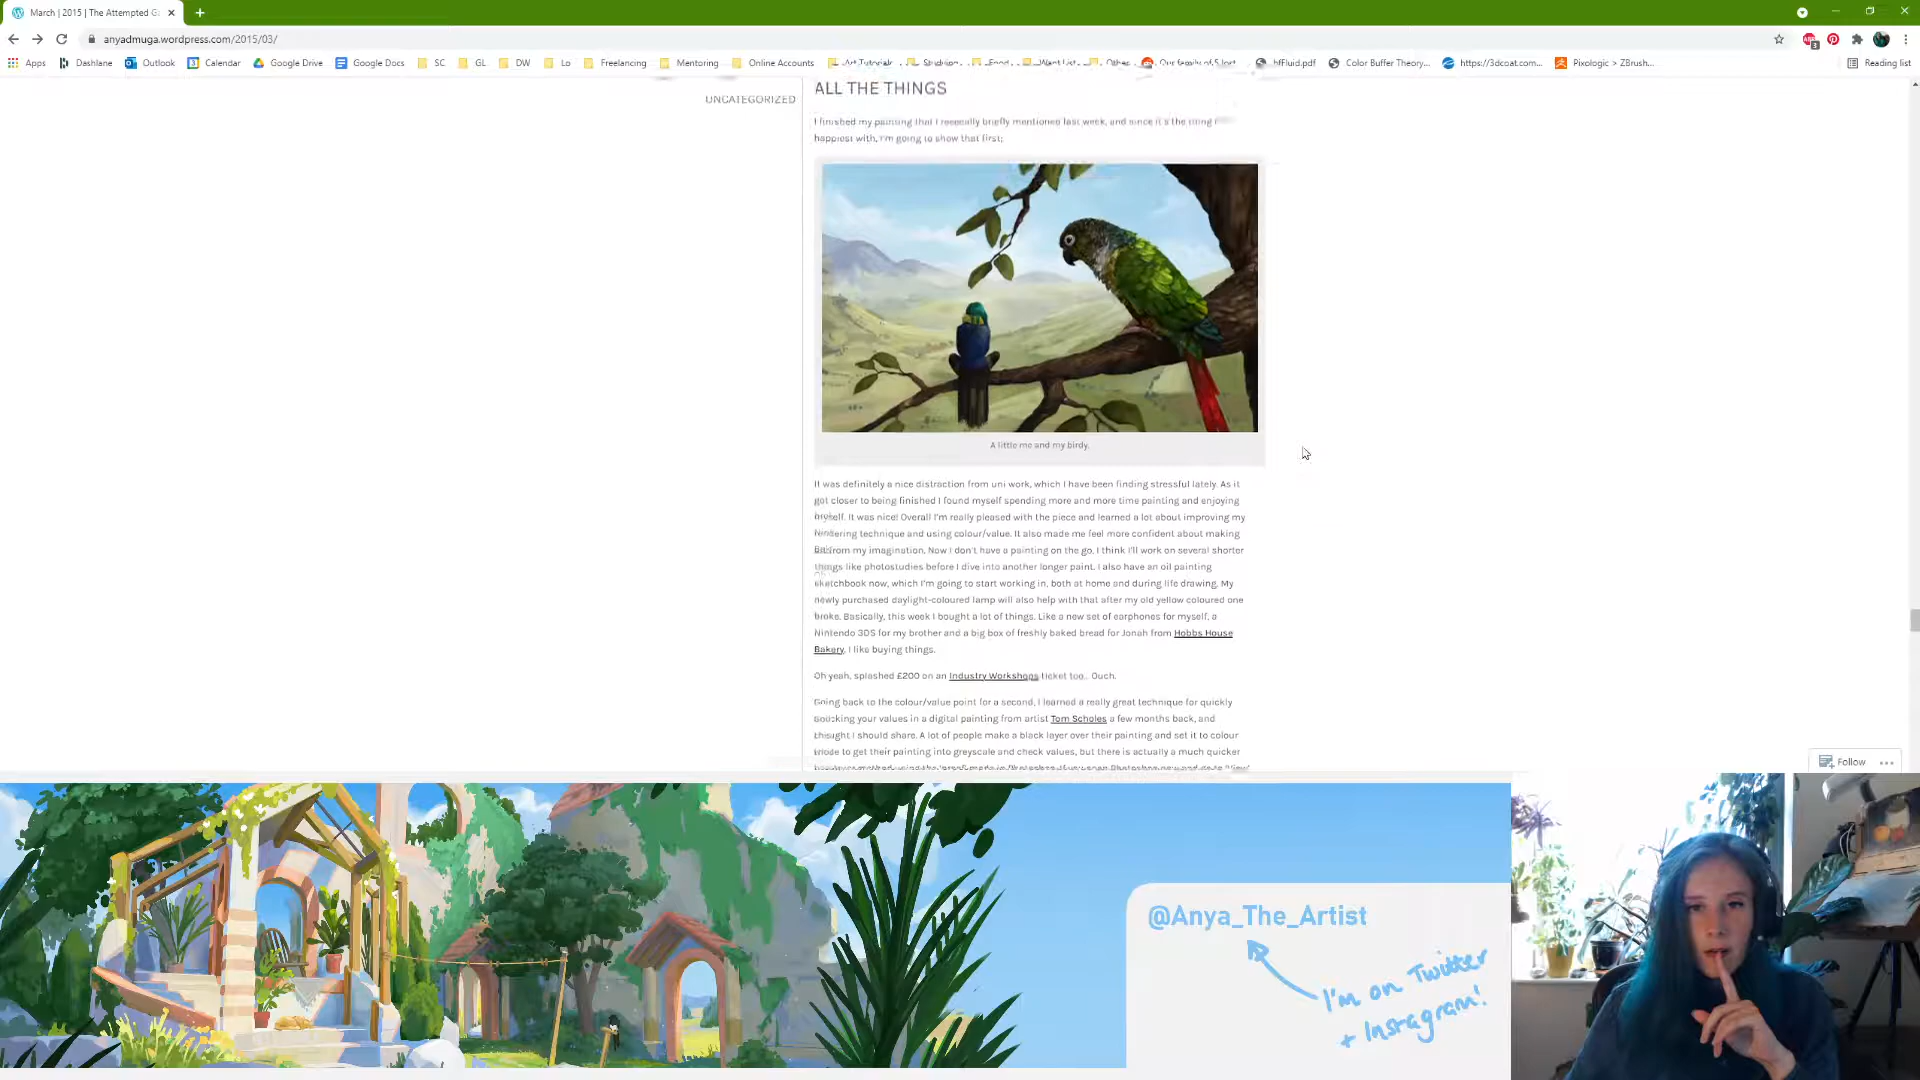 March | 2015 | The Attempted G
anyadmuga.wordpress.com/2015/03/
Apps Dashlane Outlook Calendar Google Drive Google Docs SC GL DW Lo Freelancing Mentoring Online Accounts Art Tutorials Studying Food Want List Other Our family of 5 lost... hfFluid.pdf Color Buffer Theory... https://3dcoat.com... Pixologic > ZBrush... Reading list
UNCATEGORIZED
ALL THE THINGS
I finished my painting that I reeeeally briefly mentioned last week, and since it's the thing I
happiest with, I'm going to show that first;
A little me and my birdy.
It was definitely a nice distraction from uni work, which I have been finding stressful lately. As it
got closer to being finished I found myself spending more and more time painting and enjoying
myself. It was nice! Overall I'm really pleased with the piece and learned a lot about improving my
rendering technique and using colour/value. It also made me feel more confident about making
art from my imagination. Now I don't have a painting on the go, I think I'll work on several shorter
things like photostudies before I dive into another longer paint. I also have an oil painting
sketchbook now, which I'm going to start working in, both at home and during life drawing. My
newly purchased daylight-coloured lamp will also help with that after my old yellow coloured one
broke. Basically, this week I bought a lot of things. Like a new set of earphones for myself, a
Nintendo 3DS for my brother and a big box of freshly baked bread for Jonah from Hobbs House
Bakery. I like buying things.
Oh yeah, splashed £200 on an Industry Workshops ticket too.. Ouch.
Going back to the colour/value point for a second, I learned a really great technique for quickly
checking your values in a digital painting from artist Tom Scholes a few months back, and
thought I should share. A lot of people make a black layer over their painting and set it to colour
mode to get their painting into greyscale and check values, but there is actually a much quicker
Follow
@Anya_The_Artist
I'm on Twitter
+ Instagram!